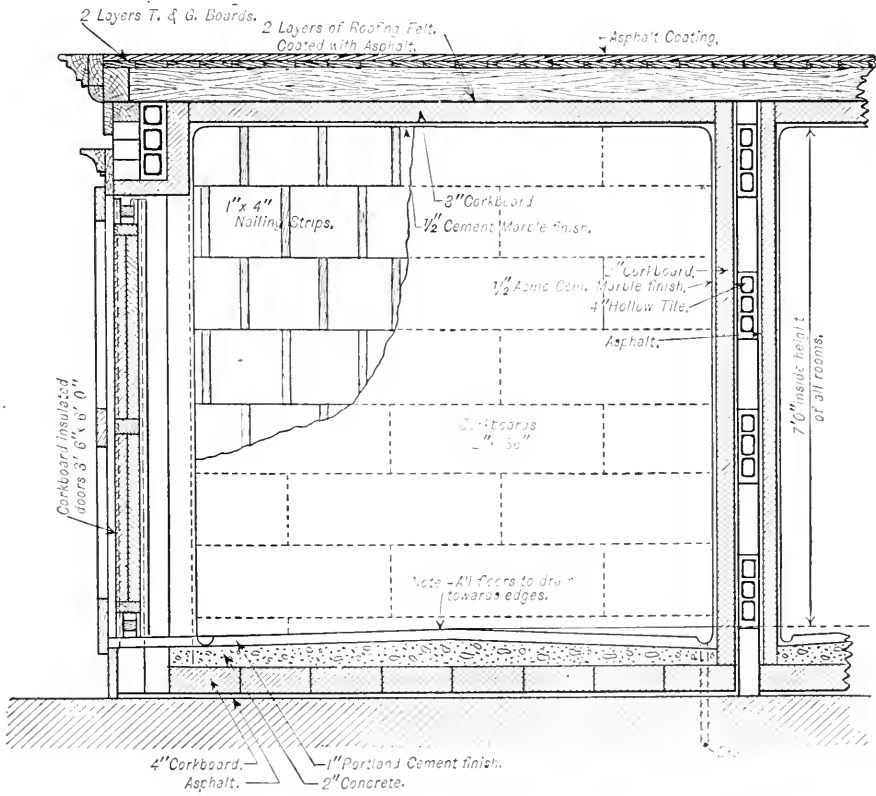 2 Layers T. & G. Boards.
2 Layers of Roofing Felt.
Coated with Asphalt.
Asphalt Coating.
1" x 4"
Nailing Strips.
3" Corkboard
1/2" Cement Marble finish.
Corkboard.
1/2" Acme Cem. Marble finish.
4" Hollow Tile.
Asphalt.
7'0" inside height
of all rooms.
Corkboard insulated
doors 3' 6" x 6' 0"
Corkboards
Note - All floors to drain
towards edges.
4" Corkboard.
Asphalt.
1" Portland Cement finish.
2" Concrete.